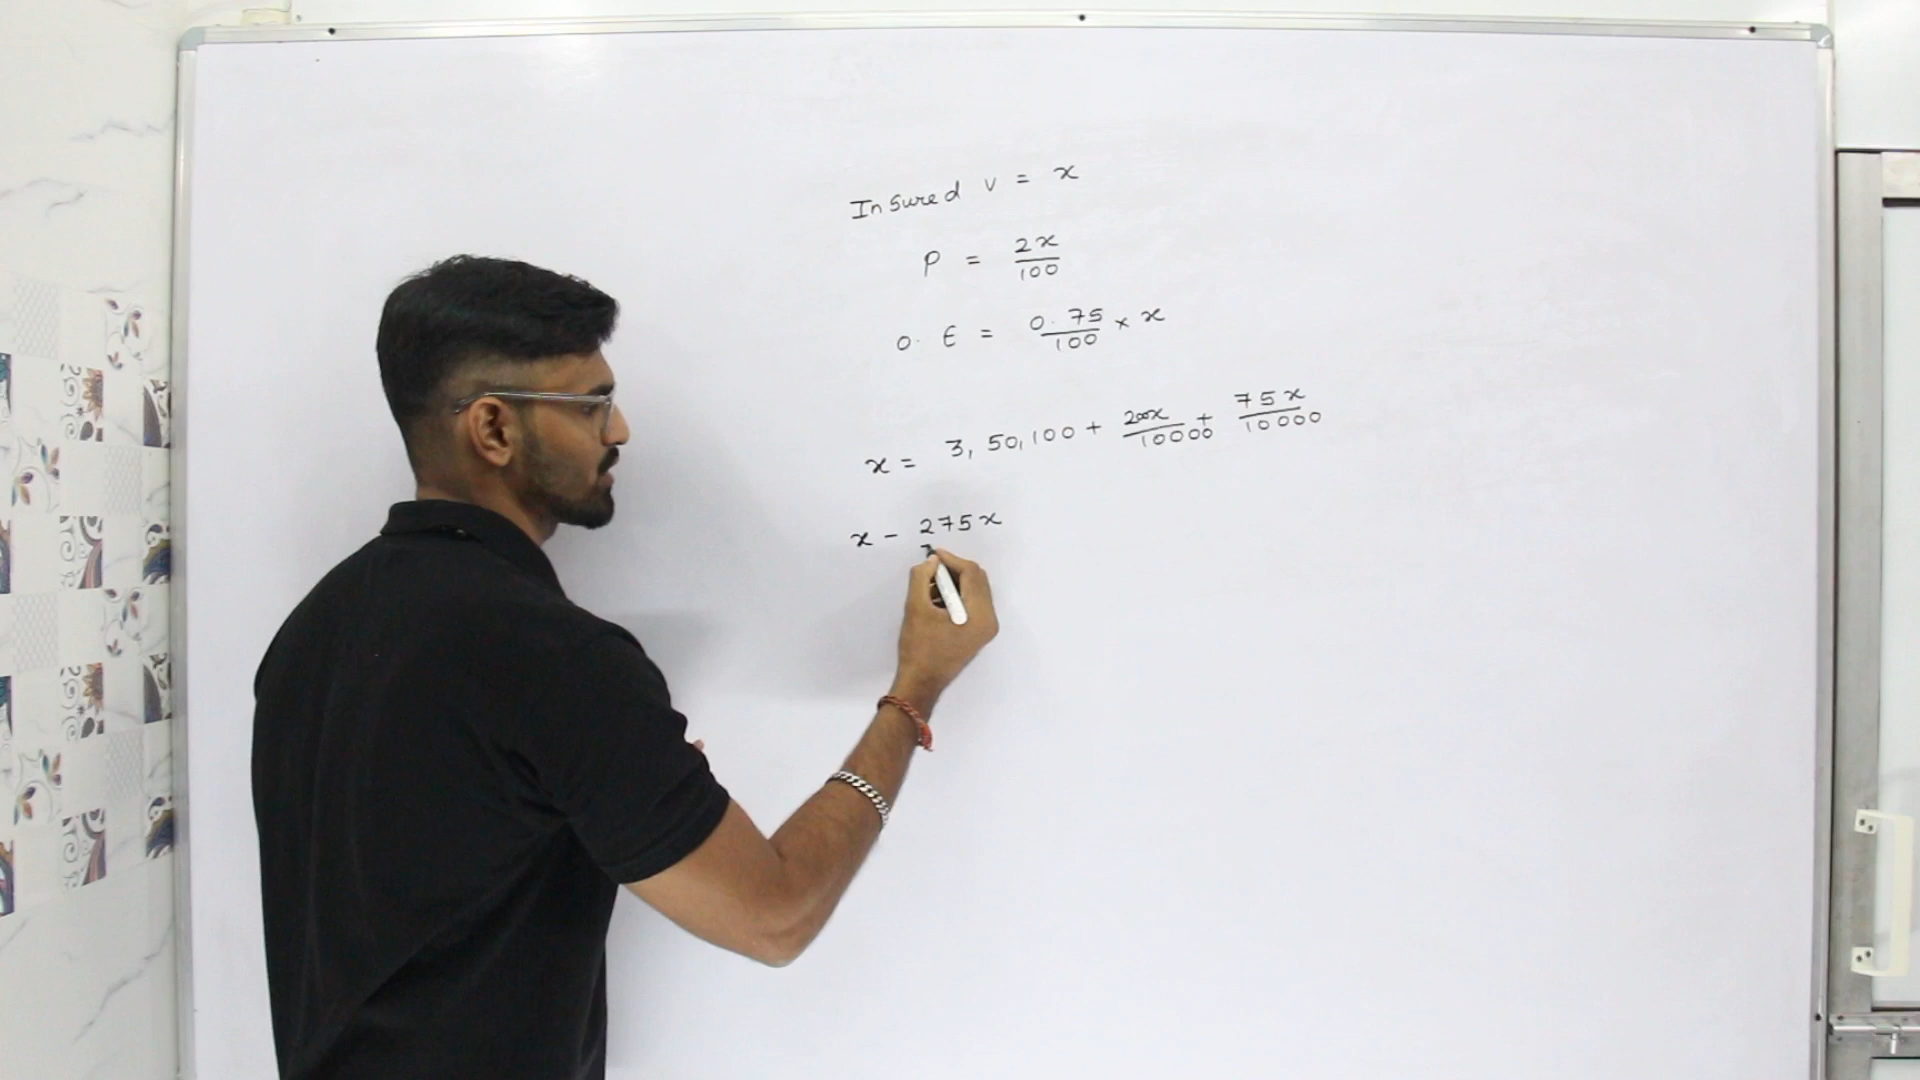 Insured v = x
P = 2x/100
O. E = 0.75/100 × x
x = 3,50,100 + 200x/10000 + 75x/10000
x - 275x